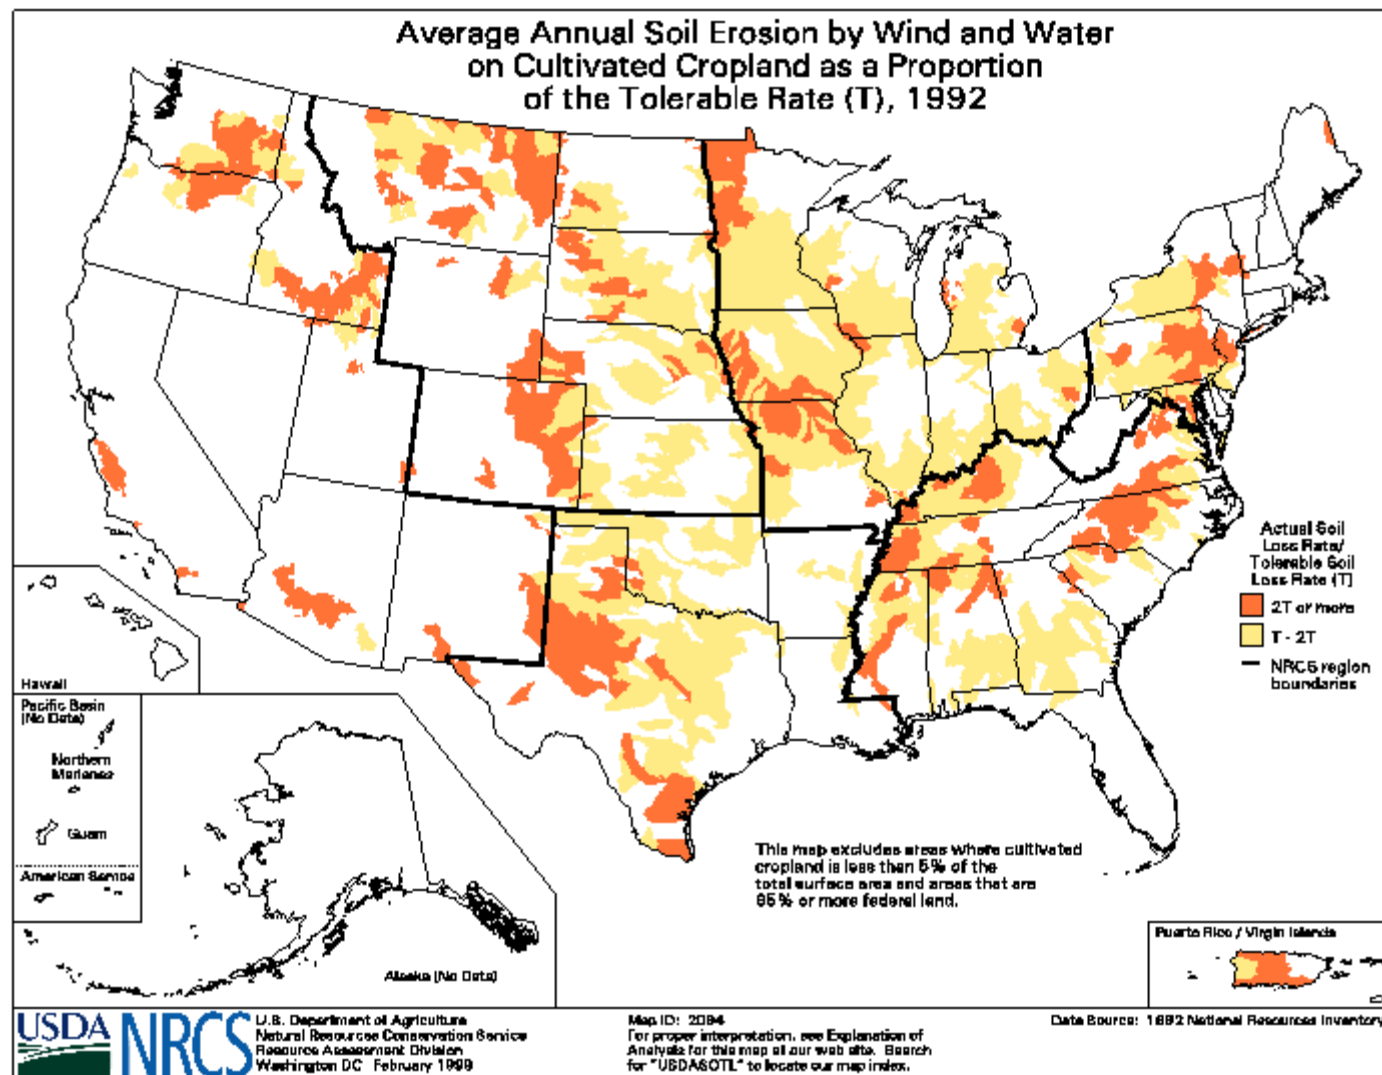 Average Annual Soil Erosion by Wind and Water
on Cultivated Cropland as a Proportion
of the Tolerable Rate (T), 1992
Actual Soil
Loss Rate/
Tolerable Soil
Loss Rate (T)
2T or more
T - 2T
NRCS region
boundaries
Hawaii
Pacific Basin
(No Data)
Northern
Marianas
Guam
American Samoa
Alaska (No Data)
This map excludes areas where cultivated
cropland is less than 5% of the
total surface area and areas that are
95% or more federal land.
Puerto Rico / Virgin Islands
USDA
NRCS
U.S. Department of Agriculture
Natural Resources Conservation Service
Resource Assessment Division
Washington DC February
Map ID: 2094
For proper interpretation, see Explanation of
Analysis for this map at our web site. Search
for "USDASOTL" to locate our map index.
Data Source: 1992 National Resources Inventory